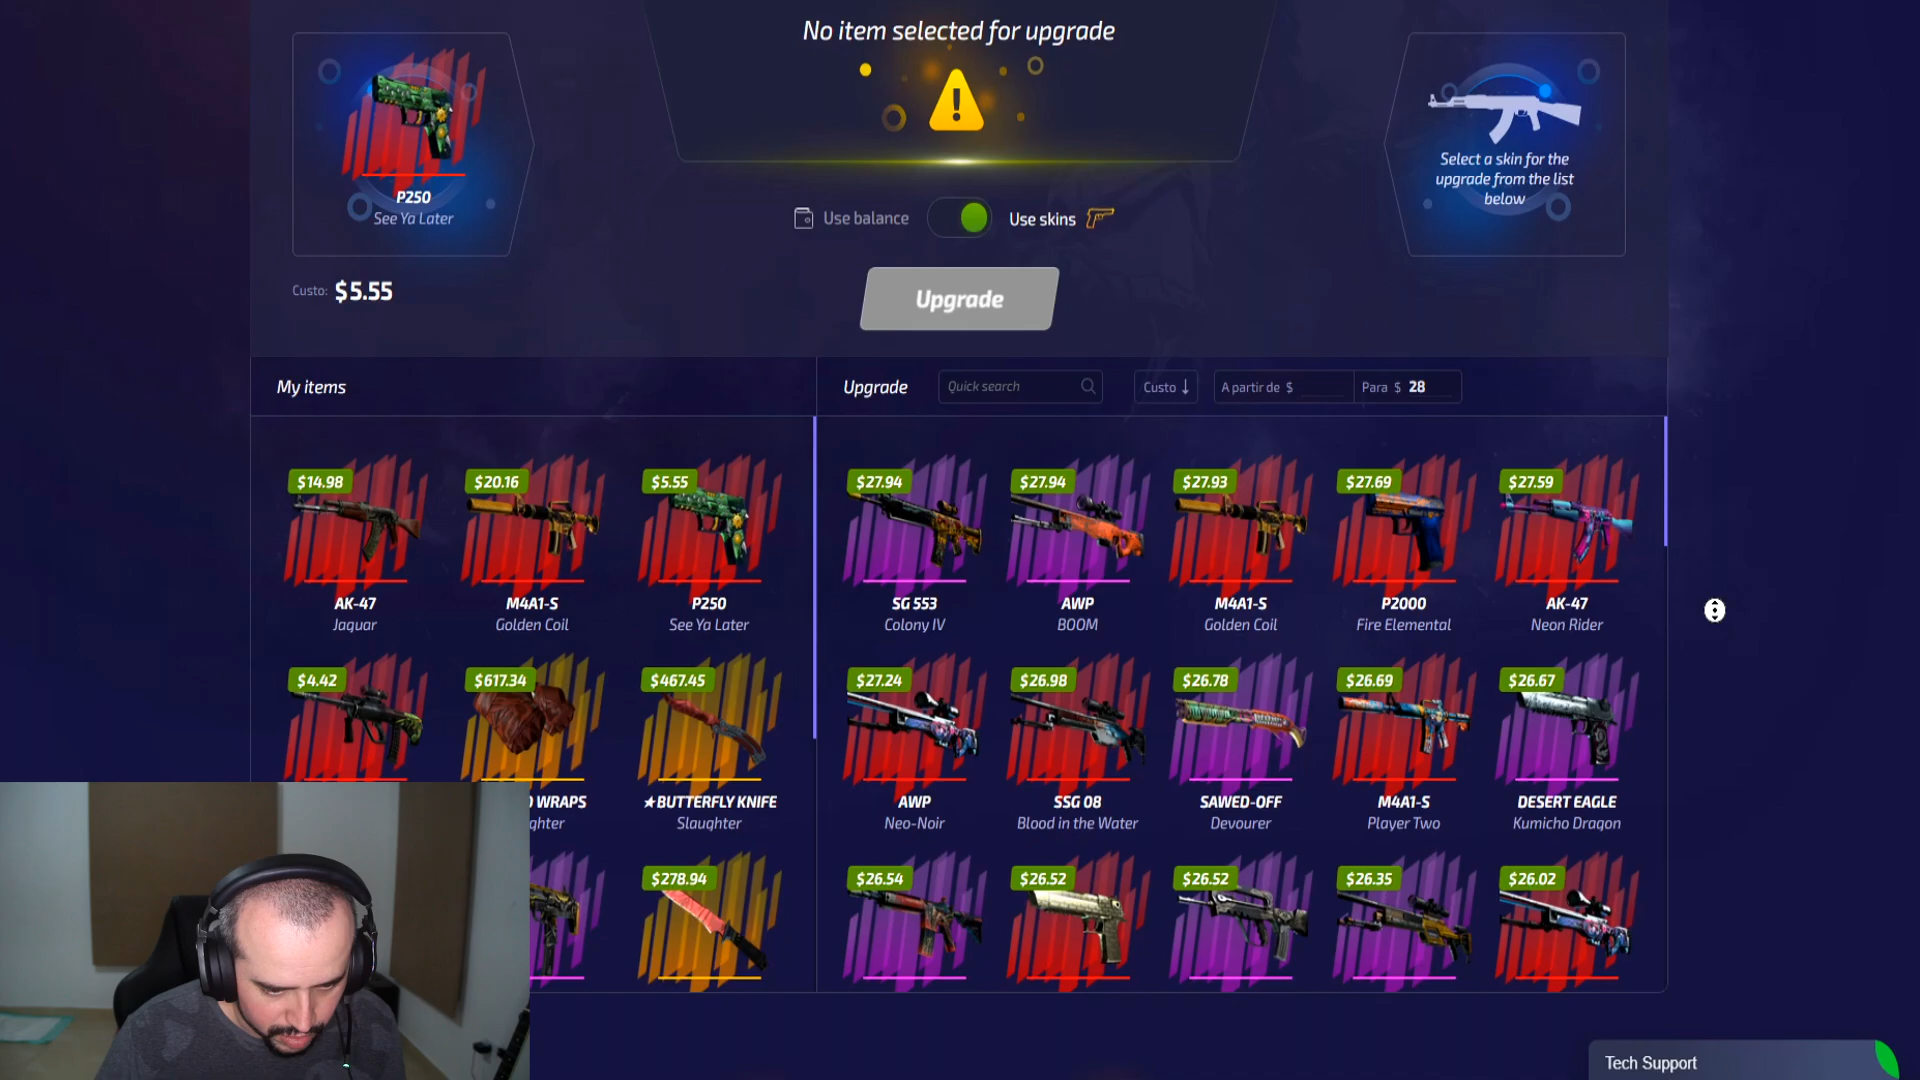 No item selected for upgrade
P250
See Ya Later
Select a skin for the
upgrade from the list
below
Use balance
Use skins
Custo: $5.55
Upgrade
My items
Upgrade
Quick search
Custo
A partir de $
Para $ 28
$14.98
$20.16
$5.55
$27.94
$27.94
$27.93
$27.69
$27.59
AK-47
M4A1-S
P250
SG 553
AWP
M4A1-S
P2000
AK-47
Jaguar
Golden Coil
See Ya Later
Colony IV
BOOM
Golden Coil
Fire Elemental
Neon Rider
$4.42
$617.34
$467.45
$27.24
$26.98
$26.78
$26.69
$26.67
WRAPS
★BUTTERFLY KNIFE
AWP
SSG 08
SAWED-OFF
M4A1-S
DESERT EAGLE
ghter
Slaughter
Neo-Noir
Blood in the Water
Devourer
Player Two
Kumicho Dragon
$278.94
$26.54
$26.52
$26.52
$26.35
$26.02
Tech Support